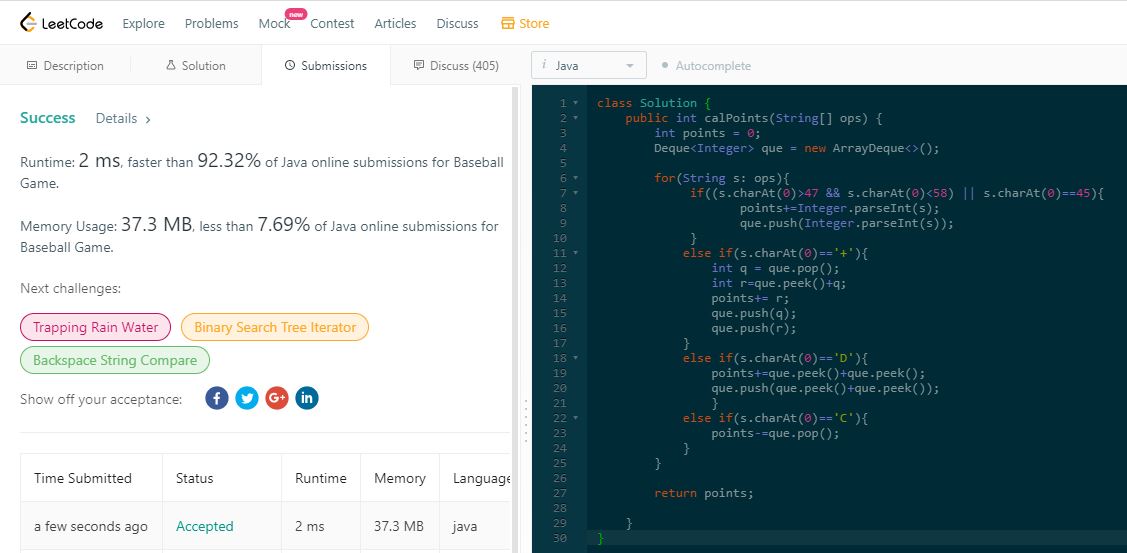 LeetCode Explore Problems Mock new Contest Articles Discuss Store
Description Solution Submissions Discuss (405)
i Java Autocomplete
Success Details >
Runtime: 2 ms, faster than 92.32% of Java online submissions for Baseball
Game.
Memory Usage: 37.3 MB, less than 7.69% of Java online submissions for
Baseball Game.
Next challenges:
Trapping Rain Water Binary Search Tree Iterator
Backspace String Compare
Show off your acceptance: f G+ in
Time Submitted Status Runtime Memory Language
a few seconds ago Accepted 2 ms 37.3 MB java
1 class Solution {
2 public int calPoints(String[] ops) {
3 int points = 0;
4 Deque<Integer> que = new ArrayDeque<>();
5
6 for(String s: ops){
7 if((s.charAt(0)>47 && s.charAt(0)<58) || s.charAt(0)==45){
8 points+=Integer.parseInt(s);
9 que.push(Integer.parseInt(s));
10 }
11 else if(s.charAt(0)=='+'){
12 int q = que.pop();
13 int r=que.peek()+q;
14 points+= r;
15 que.push(q);
16 que.push(r);
17 }
18 else if(s.charAt(0)=='D'){
19 points+=que.peek()+que.peek();
20 que.push(que.peek()+que.peek());
21 }
22 else if(s.charAt(0)=='C'){
23 points-=que.pop();
24 }
25 }
26
27 return points;
28
29 }
30 }